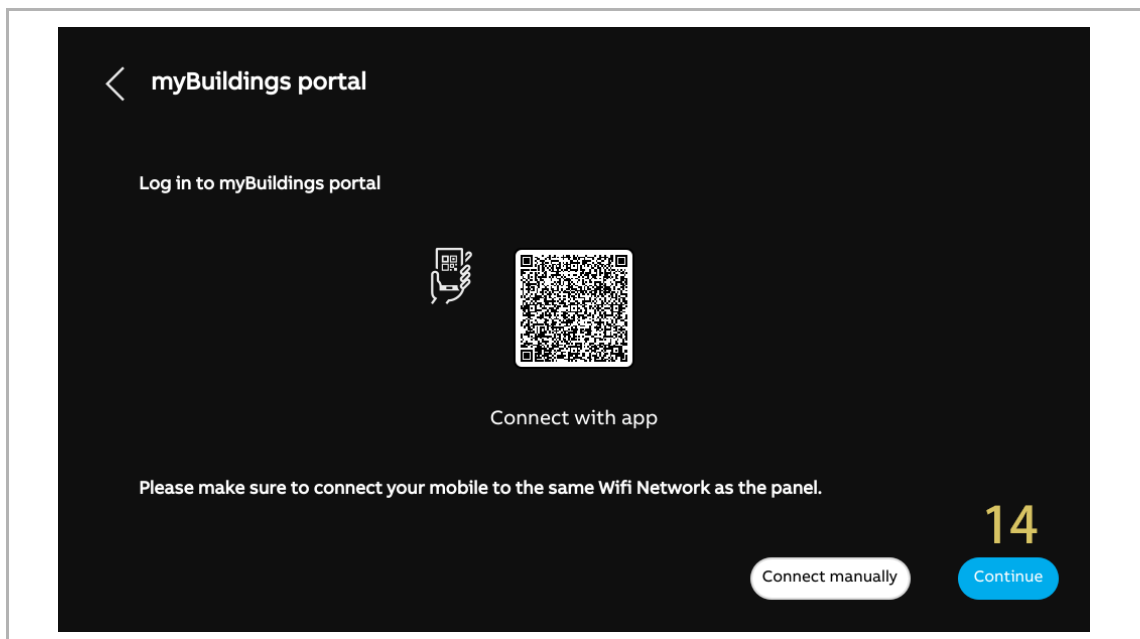 myBuildings portal
Log in to myBuildings portal
Connect with app
Please make sure to connect your mobile to the same Wifi Network as the panel.
14
Connect manually
Continue